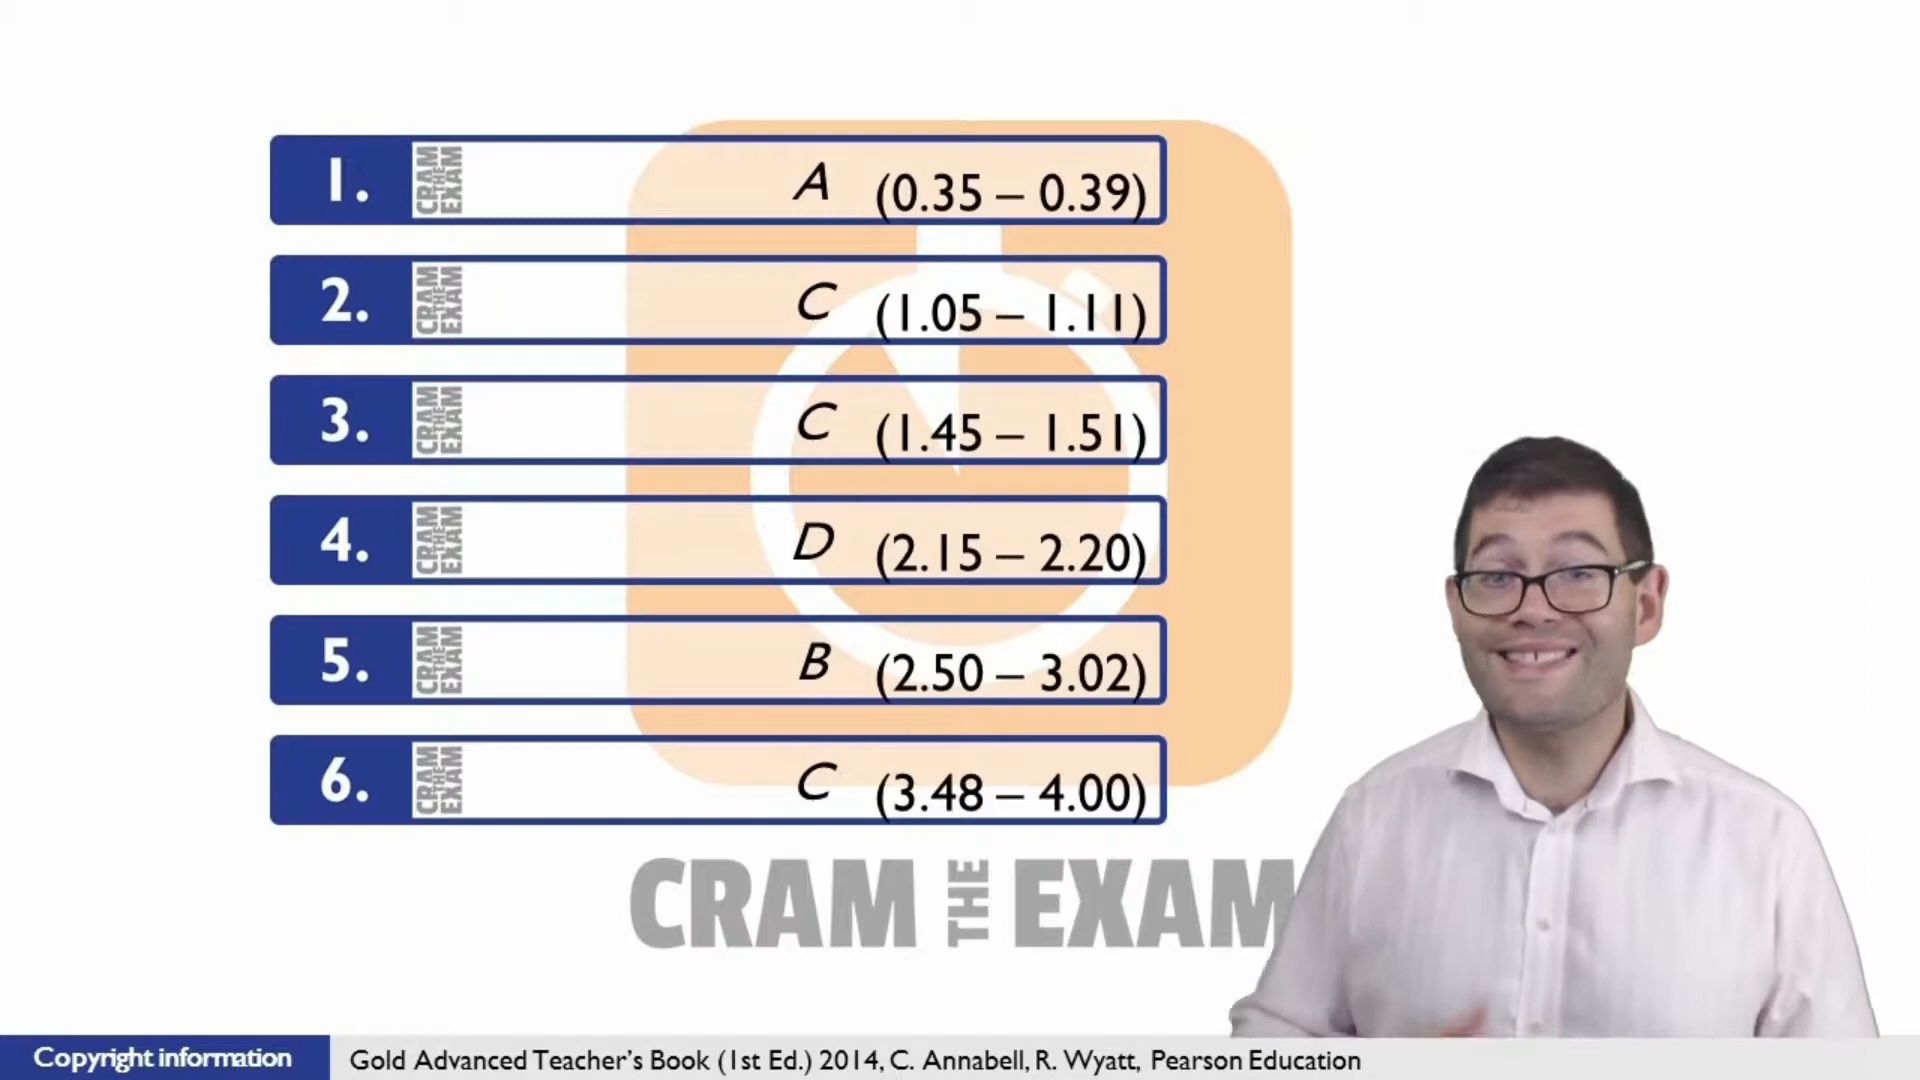 1. CRAM THE EXAM A (0.35 – 0.39)
2. CRAM THE EXAM C (1.05 – 1.11)
3. CRAM THE EXAM C (1.45 – 1.51)
4. CRAM THE EXAM D (2.15 – 2.20)
5. CRAM THE EXAM B (2.50 – 3.02)
6. CRAM THE EXAM C (3.48 – 4.00)
CRAM THE EXAM
Copyright information Gold Advanced Teacher's Book (1st Ed.) 2014, C. Annabell, R. Wyatt, Pearson Education